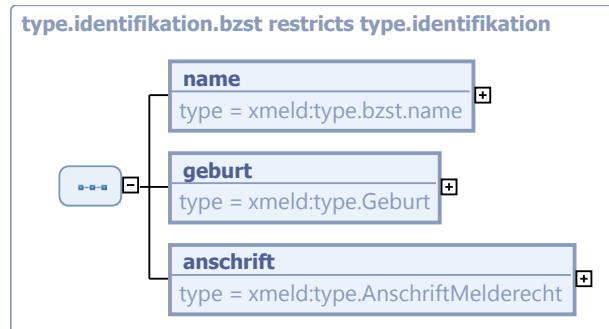 type.identifikation.bzst restricts type.identifikation
name
type = xmeld:type.bzst.name
geburt
type = xmeld:type.Geburt
anschrift
type = xmeld:type.AnschriftMelderecht